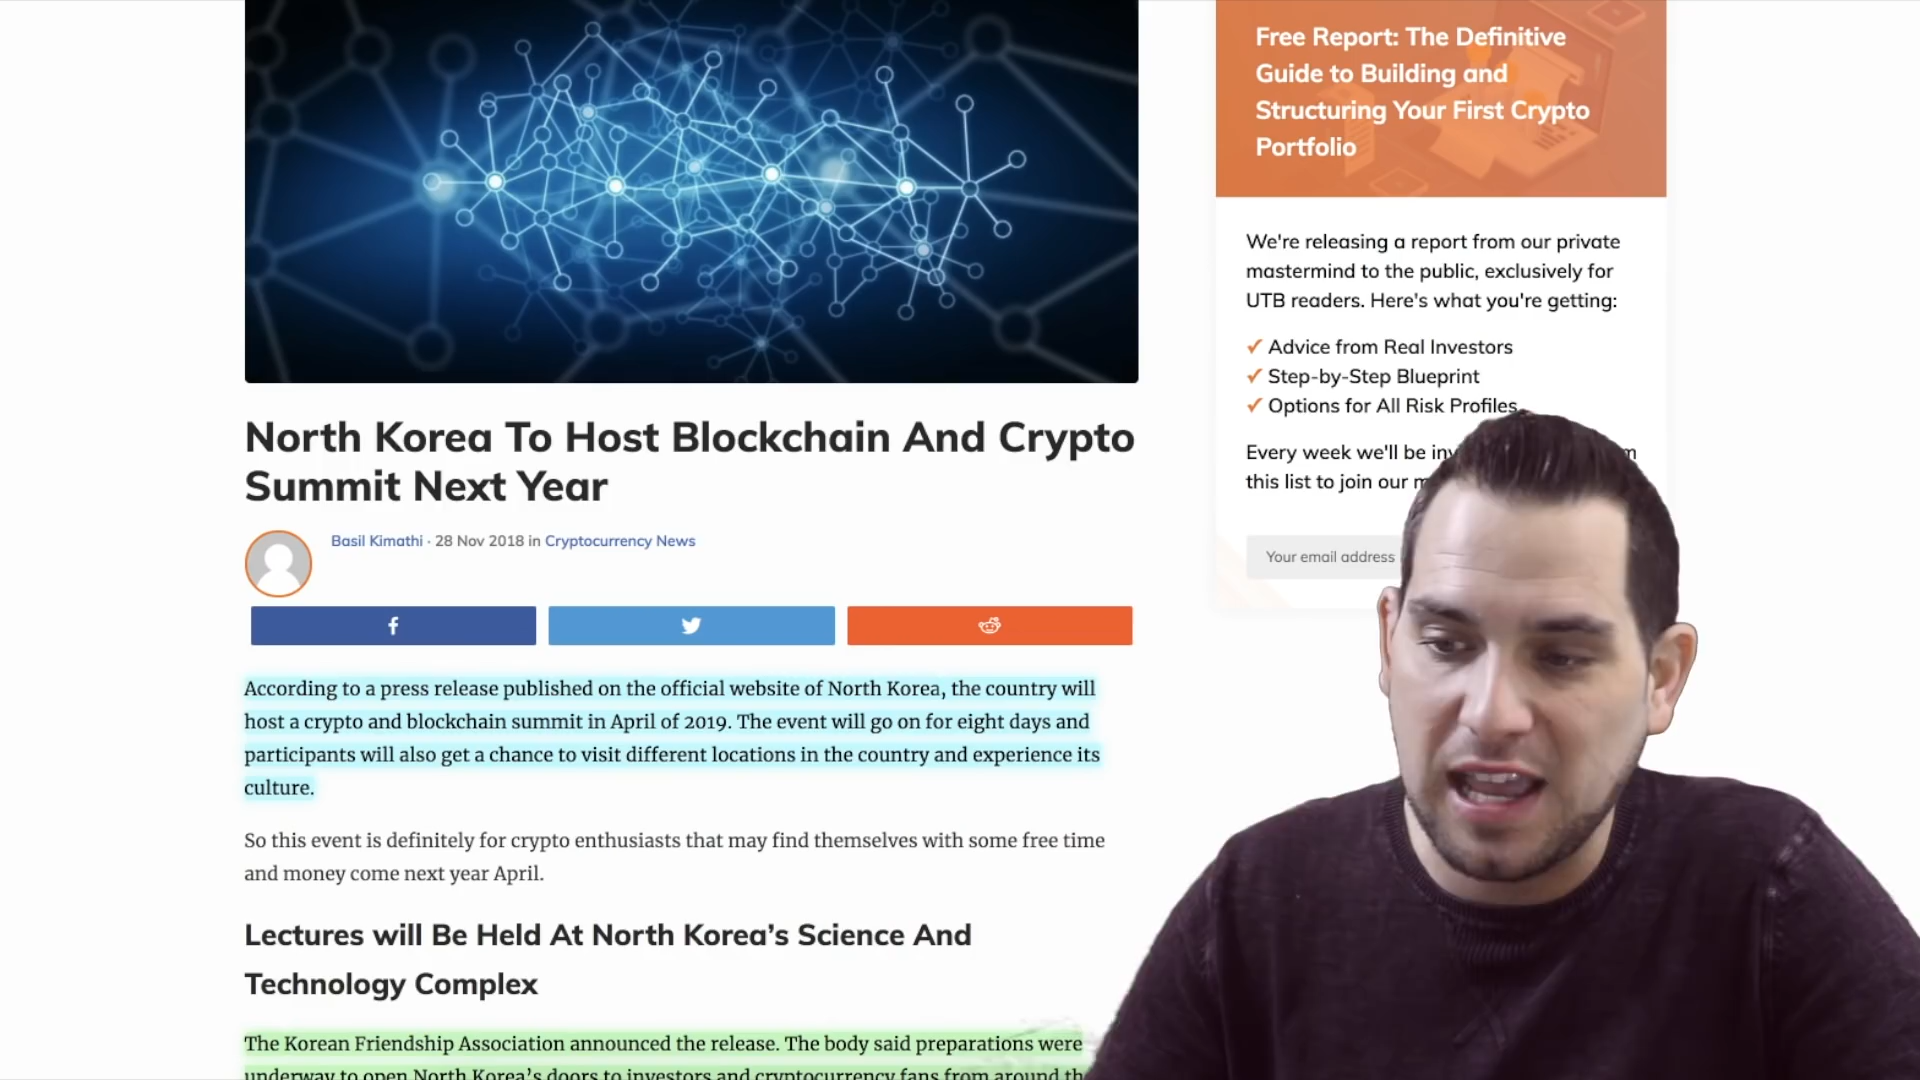 Free Report: The Definitive
Guide to Building and
Structuring Your First Crypto
Portfolio
We're releasing a report from our private
mastermind to the public, exclusively for
UTB readers. Here's what you're getting:
✓ Advice from Real Investors
✓ Step-by-Step Blueprint
✓ Options for All Risk Profiles
Every week we'll be
this list to join our
Your email address
North Korea To Host Blockchain And Crypto
Summit Next Year
Basil Kimathi · 28 Nov 2018 in Cryptocurrency News
According to a press release published on the official website of North Korea, the country will
host a crypto and blockchain summit in April of 2019. The event will go on for eight days and
participants will also get a chance to visit different locations in the country and experience its
culture.
So this event is definitely for crypto enthusiasts that may find themselves with some free time
and money come next year April.
Lectures will Be Held At North Korea's Science And
Technology Complex
The Korean Friendship Association announced the release. The body said preparations were
underway to open North Korea's doors to investors and cryptocurrency fans from around